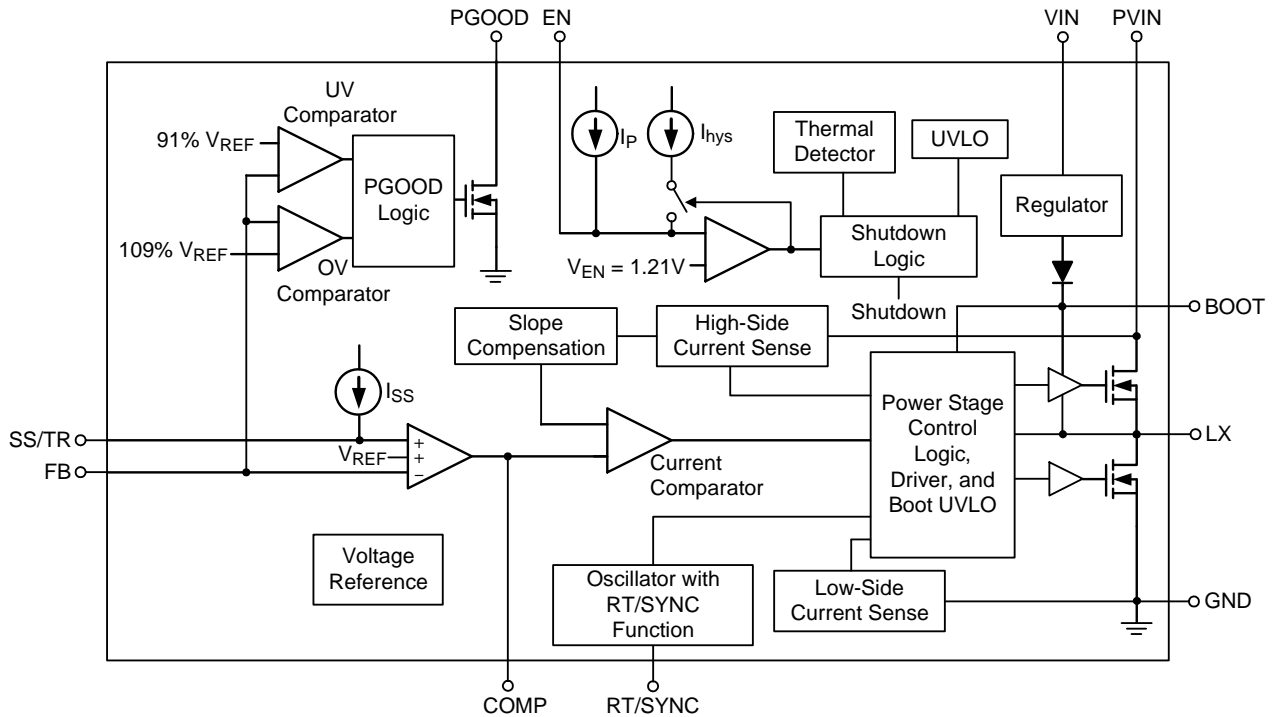 PGOOD
EN
VIN
PVIN
UV
Comparator
91% VREF
109% VREF
PGOOD
Logic
OV
Comparator
IP
Ihys
VEN = 1.21V
Thermal
Detector
UVLO
Shutdown
Logic
Shutdown
Regulator
BOOT
Slope
Compensation
High-Side
Current Sense
ISS
SS/TR
VREF
FB
+
+
−
Current
Comparator
Power Stage
Control
Logic,
Driver, and
Boot UVLO
LX
Voltage
Reference
Oscillator with
RT/SYNC
Function
Low-Side
Current Sense
GND
COMP
RT/SYNC